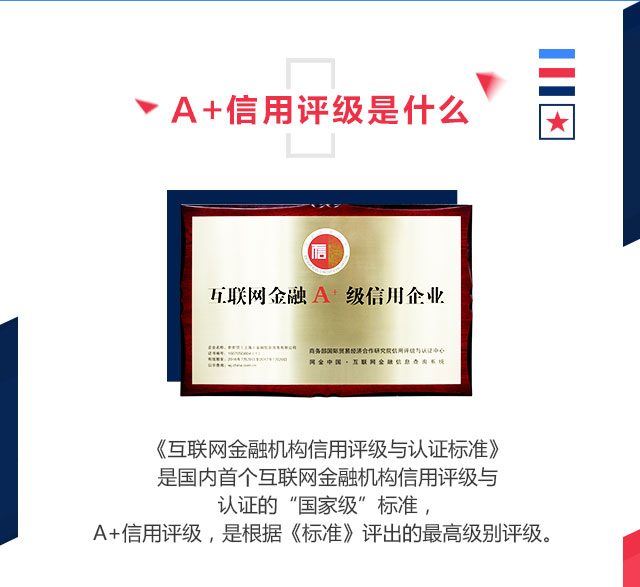 A+信用评级是什么
信
互联网金融 A+ 级信用企业
商务部国际贸易经济合作研究院信用评级与认证中心
网金中国·互联网金融信息查询系统
《互联网金融机构信用评级与认证标准》
是国内首个互联网金融机构信用评级与
认证的“国家级”标准，
A+信用评级，是根据《标准》评出的最高级别评级。